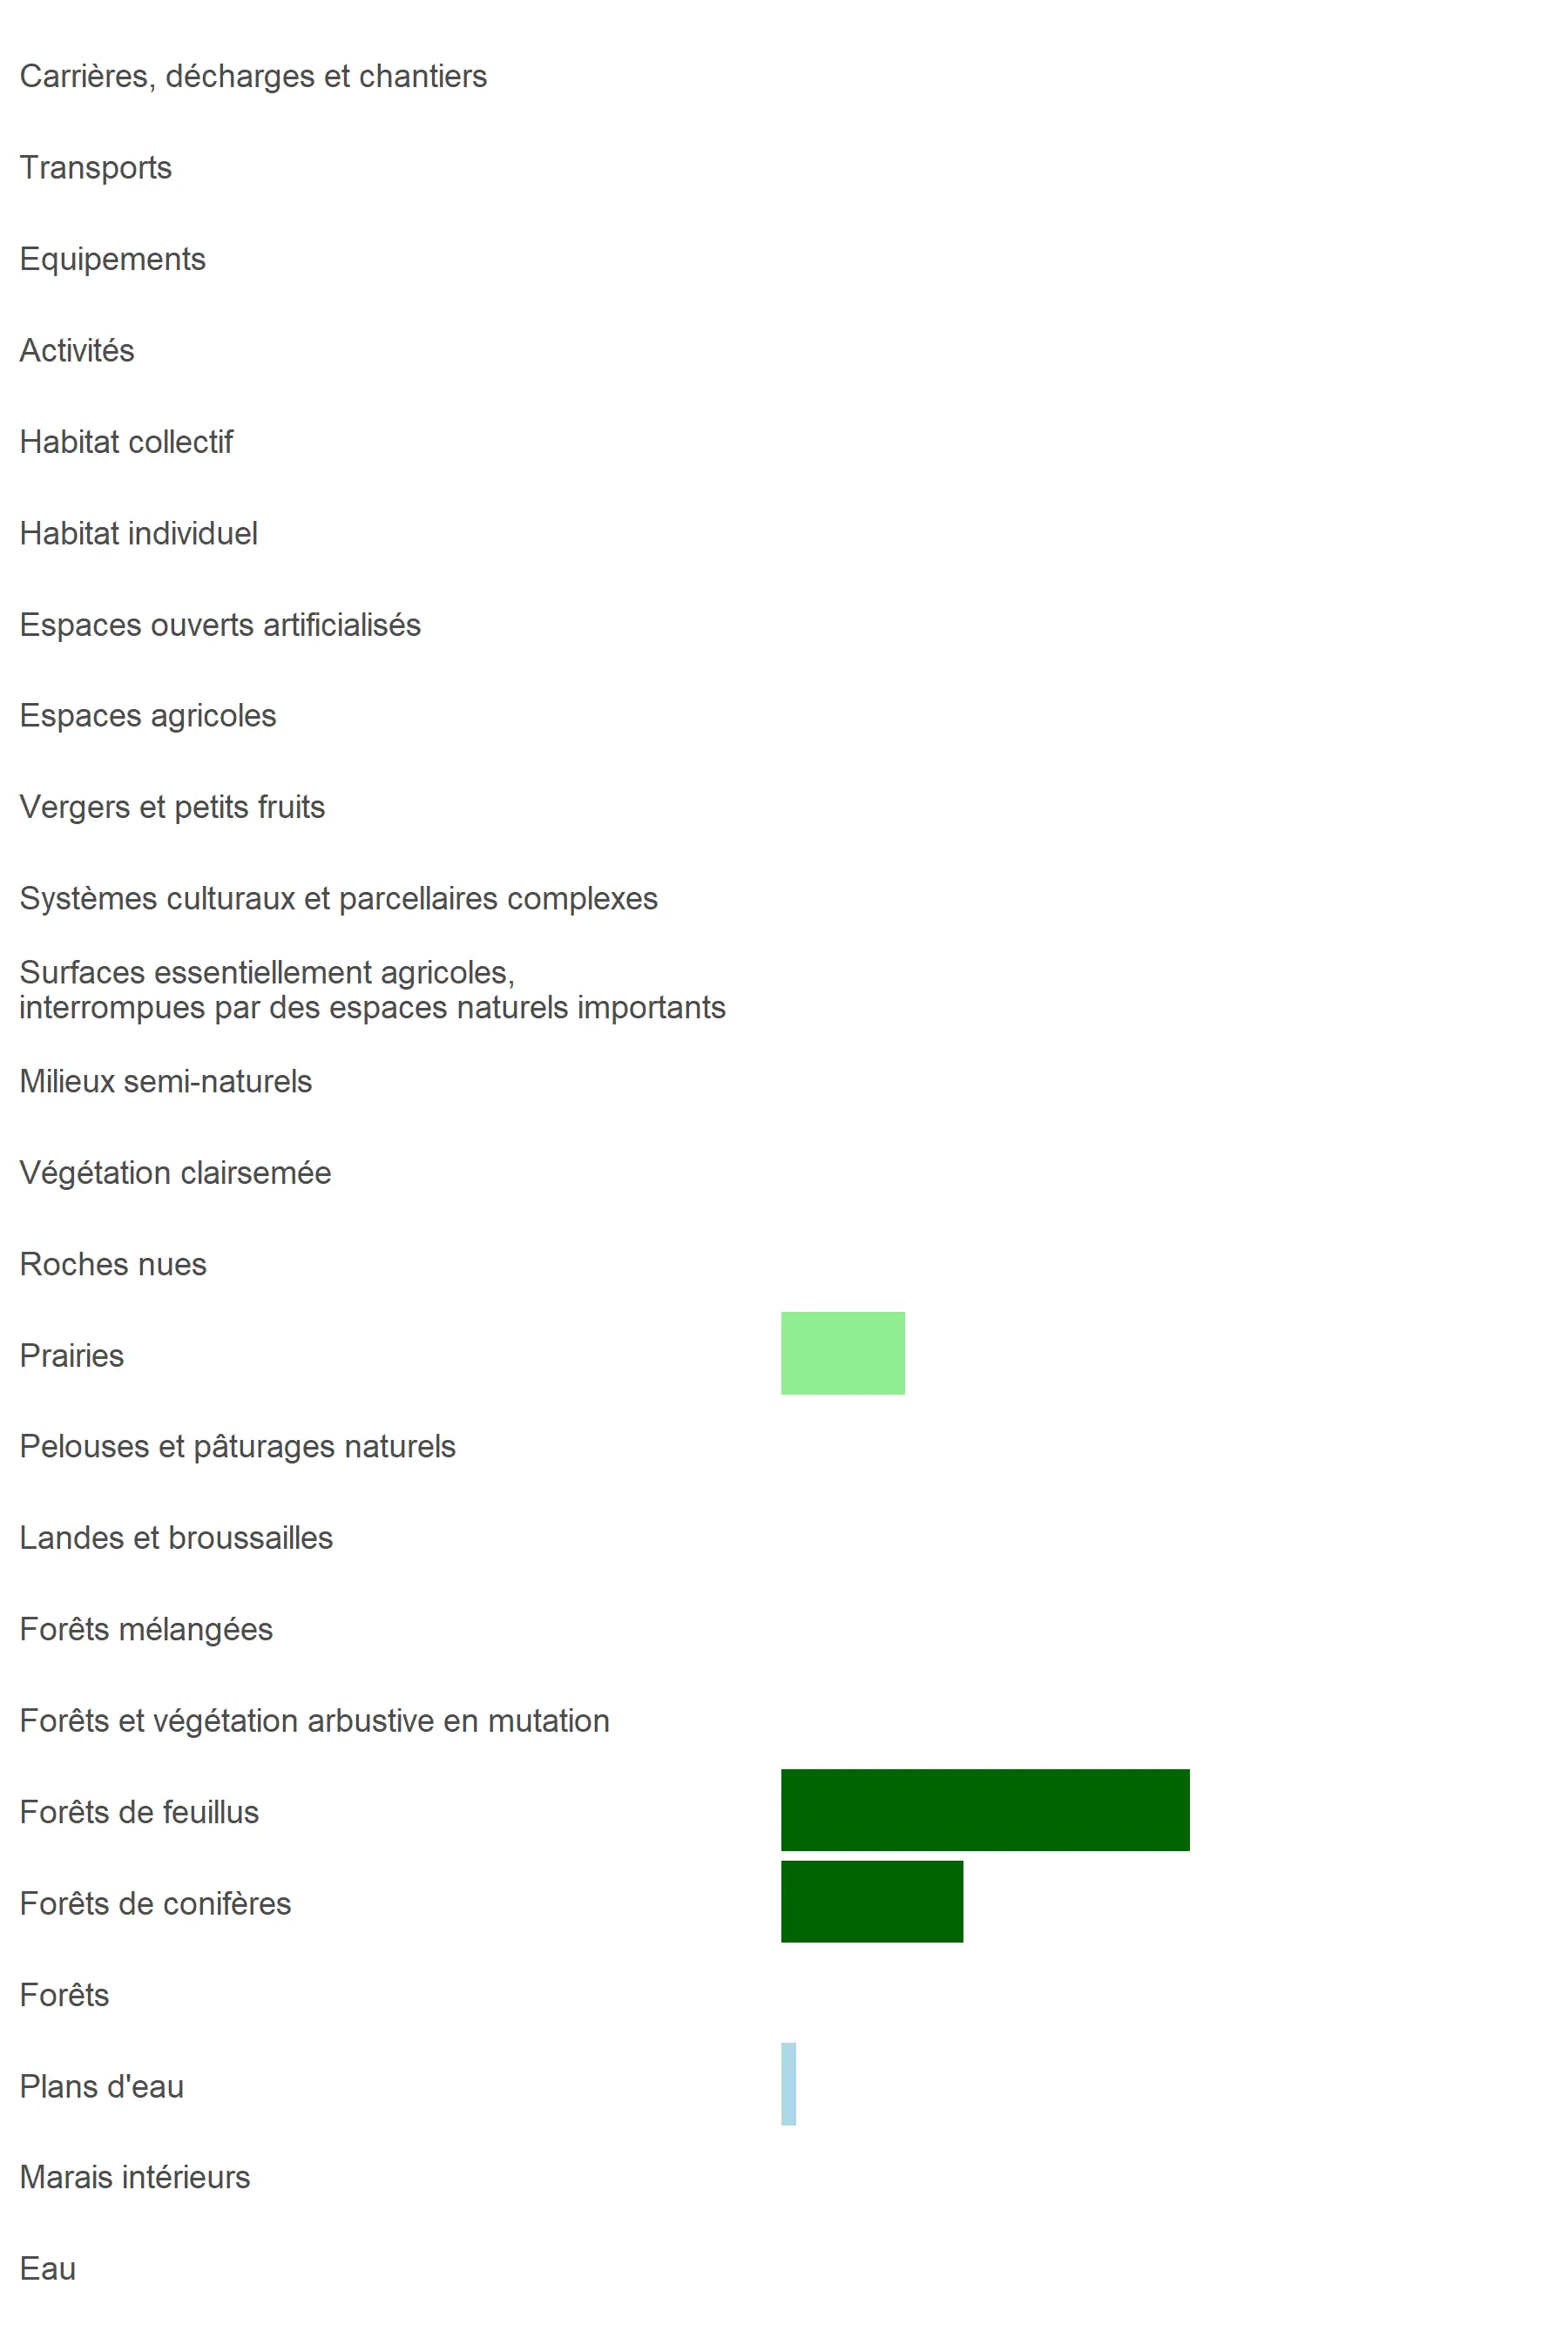 Carrières, décharges et chantiers
Transports
Equipements
Activités
Habitat collectif
Habitat individuel
Espaces ouverts artificialisés
Espaces agricoles
Vergers et petits fruits
Systèmes culturaux et parcellaires complexes
Surfaces essentiellement agricoles,
interrompues par des espaces naturels importants
Milieux semi-naturels
Végétation clairsemée
Roches nues
Prairies
Pelouses et pâturages naturels
Landes et broussailles
Forêts mélangées
Forêts et végétation arbustive en mutation
Forêts de feuillus
Forêts de conifères
Forêts
Plans d'eau
Marais intérieurs
Eau